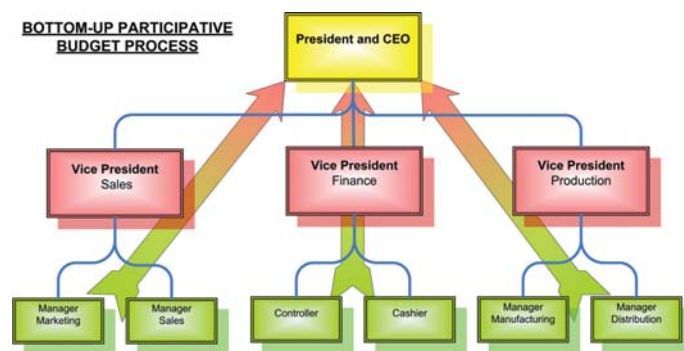 BOTTOM-UP PARTICIPATIVE
BUDGET PROCESS
President and CEO
Vice President
Sales
Vice President
Finance
Vice President
Production
Manager
Marketing
Manager
Sales
Controller
Cashier
Manager
Manufacturing
Manager
Distribution